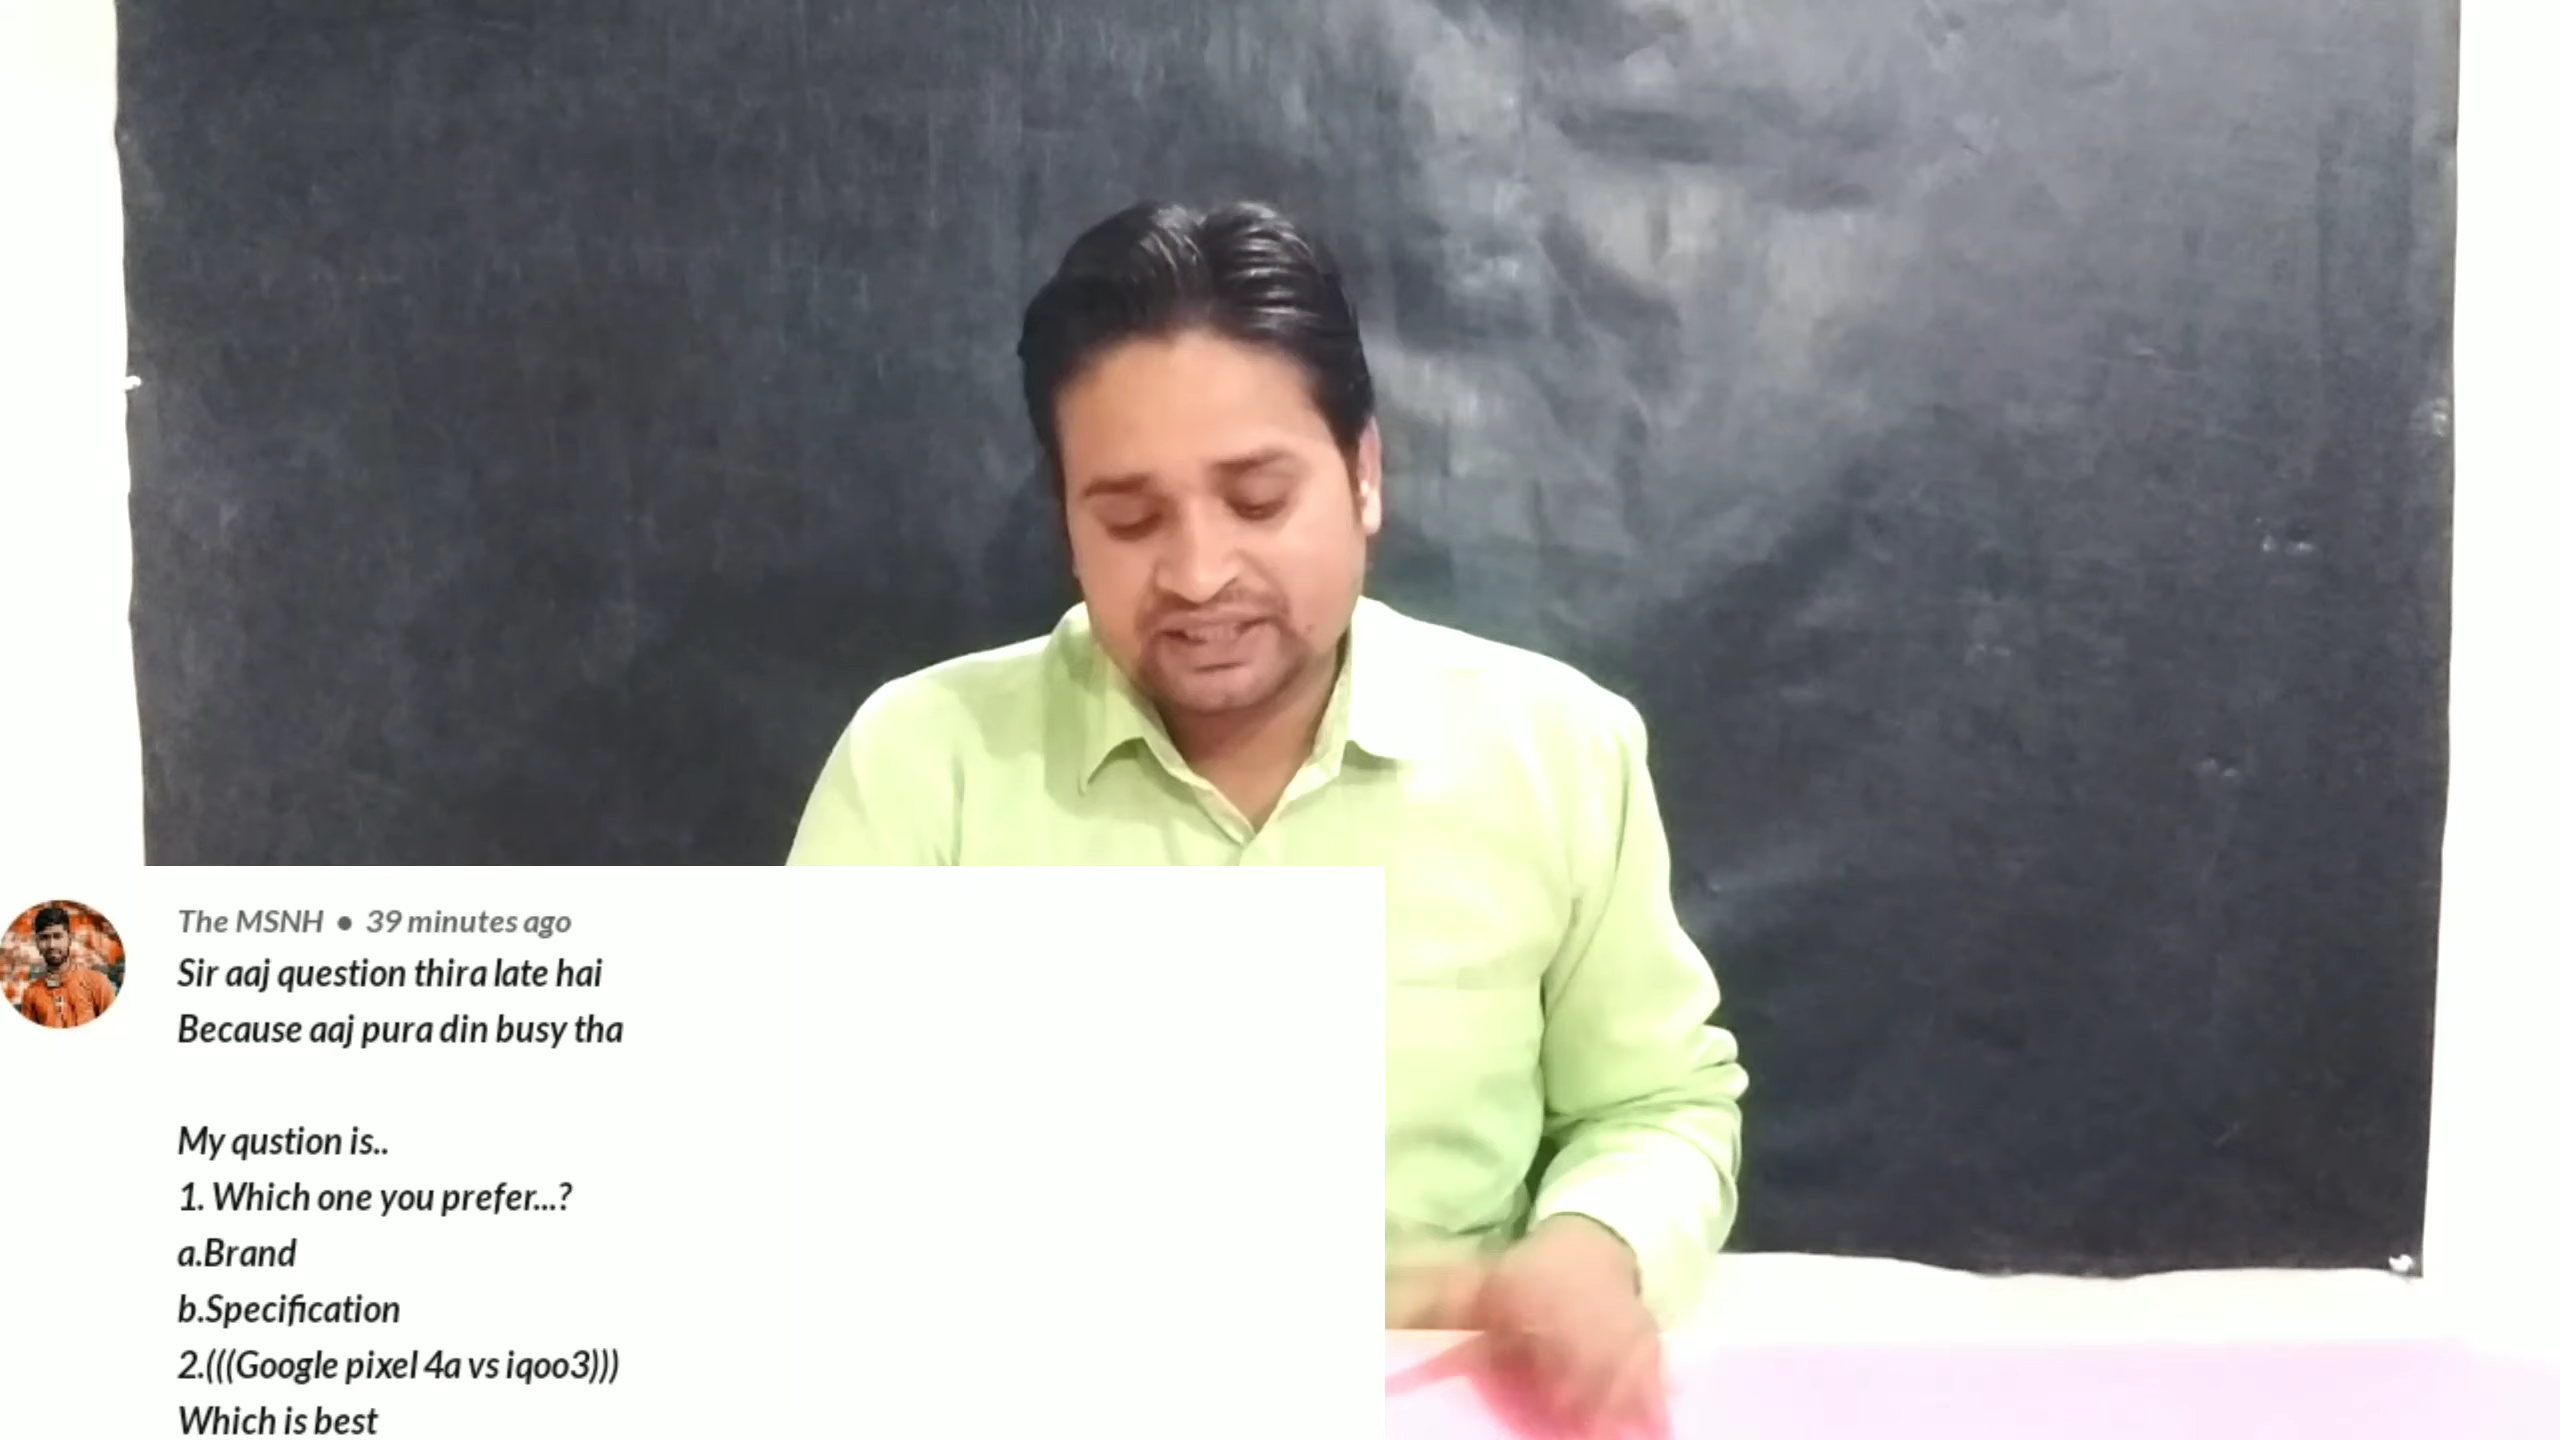 The MSNH • 39 minutes ago
Sir aaj question thira late hai
Because aaj pura din busy tha
My qustion is..
1. Which one you prefer...?
a.Brand
b.Specification
2.(((Google pixel 4a vs iqoo3)))
Which is best